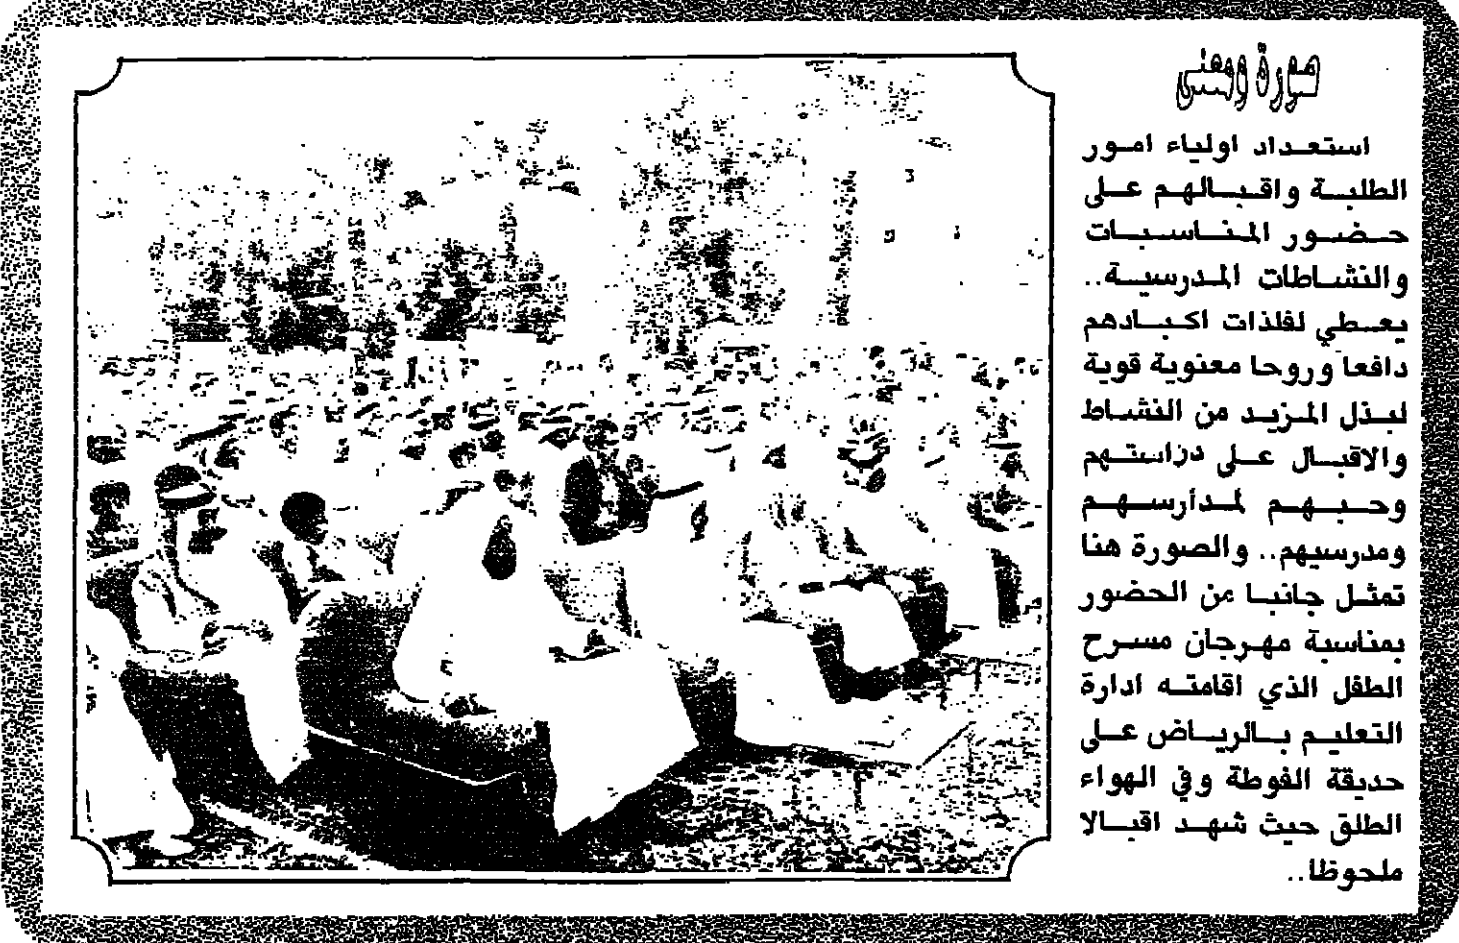 صورة ومعنى
استعداد اولياء امور
الطلبة واقبالهم على
حضور المناسبات
والنشاطات المدرسية..
يعطي لفلذات اكبادهم
دافعا وروحا معنوية قوية
لبذل المزيد من النشاط
والاقبال على دراستهم
وحبهم لمدارسهم
ومدرسيهم.. والصورة هنا
تمثل جانبا من الحضور
بمناسبة مهرجان مسرح
الطفل الذي اقامته ادارة
التعليم بالرياض على
حديقة الفوطة وفي الهواء
الطلق حيث شهد اقبالا
ملحوظا..